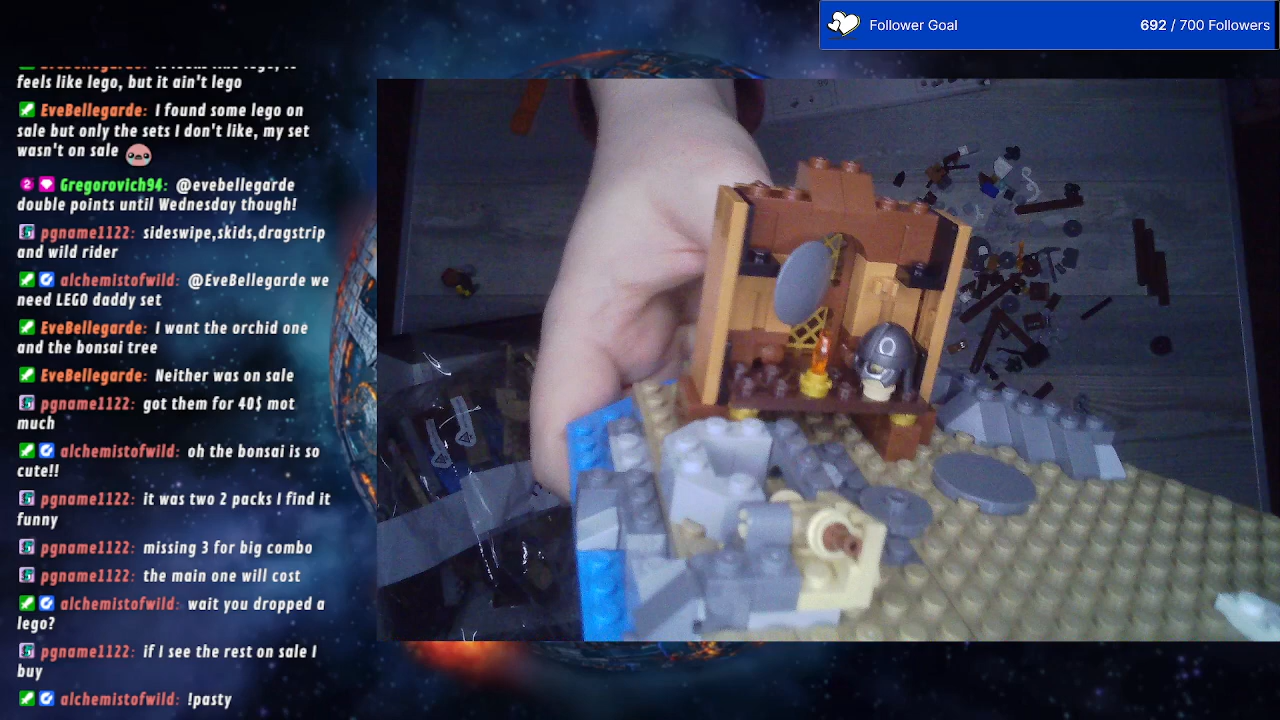 Follower Goal
692 / 700 Followers
feels like lego, but it ain't lego
EveBellegarde: I found some lego on
sale but only the sets I don't like, my set
wasn't on sale
2 Gregorovich94: @evebellegarde
double points until Wednesday though!
pgname1122: sideswipe,skids,dragstrip
and wild rider
alchemistofwild: @EveBellegarde we
need LEGO daddy set
EveBellegarde: I want the orchid one
and the bonsai tree
EveBellegarde: Neither was on sale
pgname1122: got them for 40$ mot
much
alchemistofwild: oh the bonsai is so
cute!!
pgname1122: it was two 2 packs I find it
funny
pgname1122: missing 3 for big combo
pgname1122: the main one will cost
alchemistofwild: wait you dropped a
lego?
pgname1122: if I see the rest on sale I
buy
alchemistofwild: !pasty